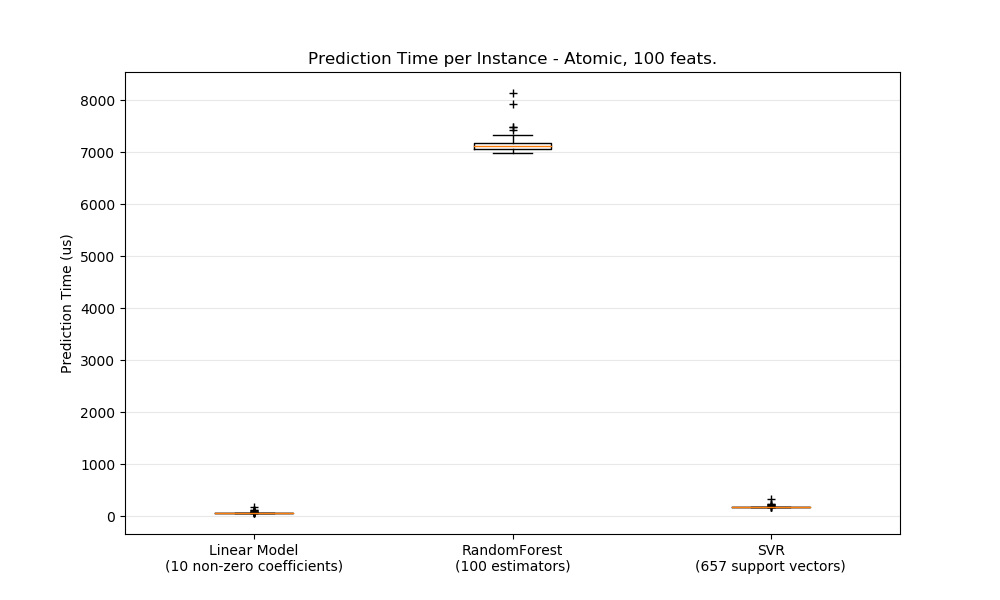 Prediction Time per Instance - Atomic, 100 feats.
Prediction Time (us)
8000
7000
6000
5000
4000
3000
2000
1000
0
Linear Model
(10 non-zero coefficients)
RandomForest
(100 estimators)
SVR
(657 support vectors)